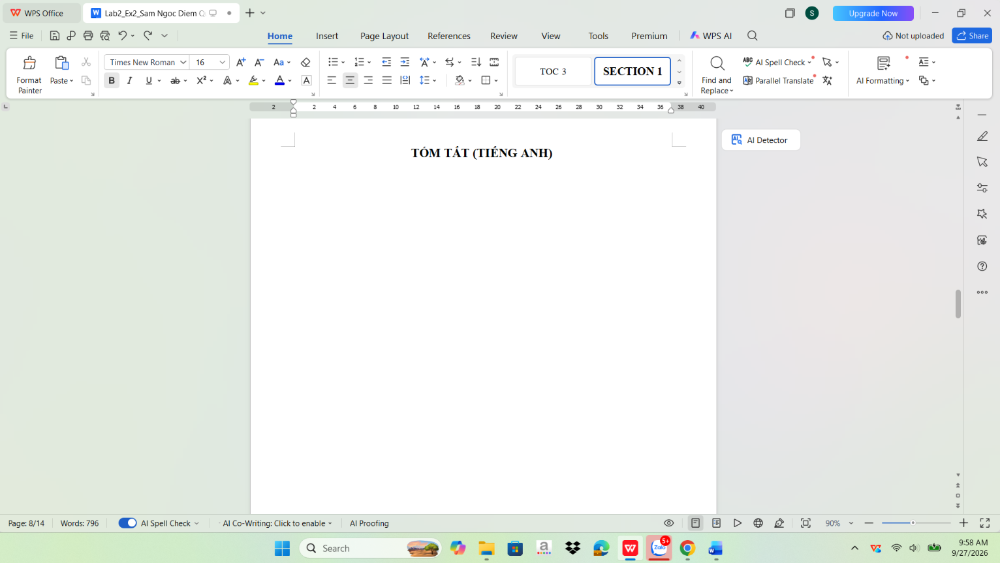 WPS Office
Lab2_Ex2_Sam Ngoc Diem Q
S
Upgrade Now
File
Home
Insert
Page Layout
References
Review
View
Tools
Premium
WPS AI
Not uploaded
Share
Format Painter
Paste
Times New Roman
16
TOC 3
SECTION 1
Find and Replace
AI Spell Check
Parallel Translate
AI Formatting
2 2 4 6 8 10 12 14 16 18 20 22 24 26 28 30 32 34 36 38 40
TÓM TẮT (TIẾNG ANH)
AI Detector
Page: 8/14
Words: 796
AI Spell Check
AI Co-Writing: Click to enable
AI Proofing
90%
Search
Zalo
5+
9:58 AM
9/27/2026